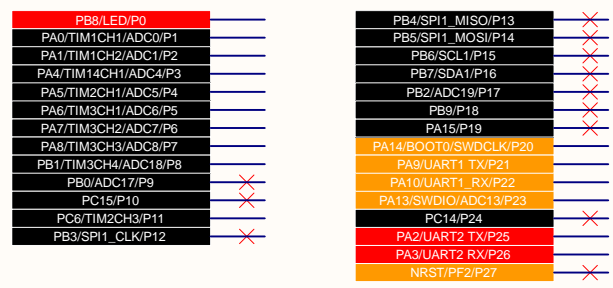 PB8/LED/P0
PA0/TIM1CH1/ADC0/P1
PA1/TIM1CH2/ADC1/P2
PA4/TIM14CH1/ADC4/P3
PA5/TIM2CH1/ADC5/P4
PA6/TIM3CH1/ADC6/P5
PA7/TIM3CH2/ADC7/P6
PA8/TIM3CH3/ADC8/P7
PB1/TIM3CH4/ADC18/P8
PB0/ADC17/P9
PC15/P10
PC6/TIM2CH3/P11
PB3/SPI1_CLK/P12
PB4/SPI1_MISO/P13
PB5/SPI1_MOSI/P14
PB6/SCL1/P15
PB7/SDA1/P16
PB2/ADC19/P17
PB9/P18
PA15/P19
PA14/BOOT0/SWDCLK/P20
PA9/UART1 TX/P21
PA10/UART1_RX/P22
PA13/SWDIO/ADC13/P23
PC14/P24
PA2/UART2 TX/P25
PA3/UART2 RX/P26
NRST/PF2/P27